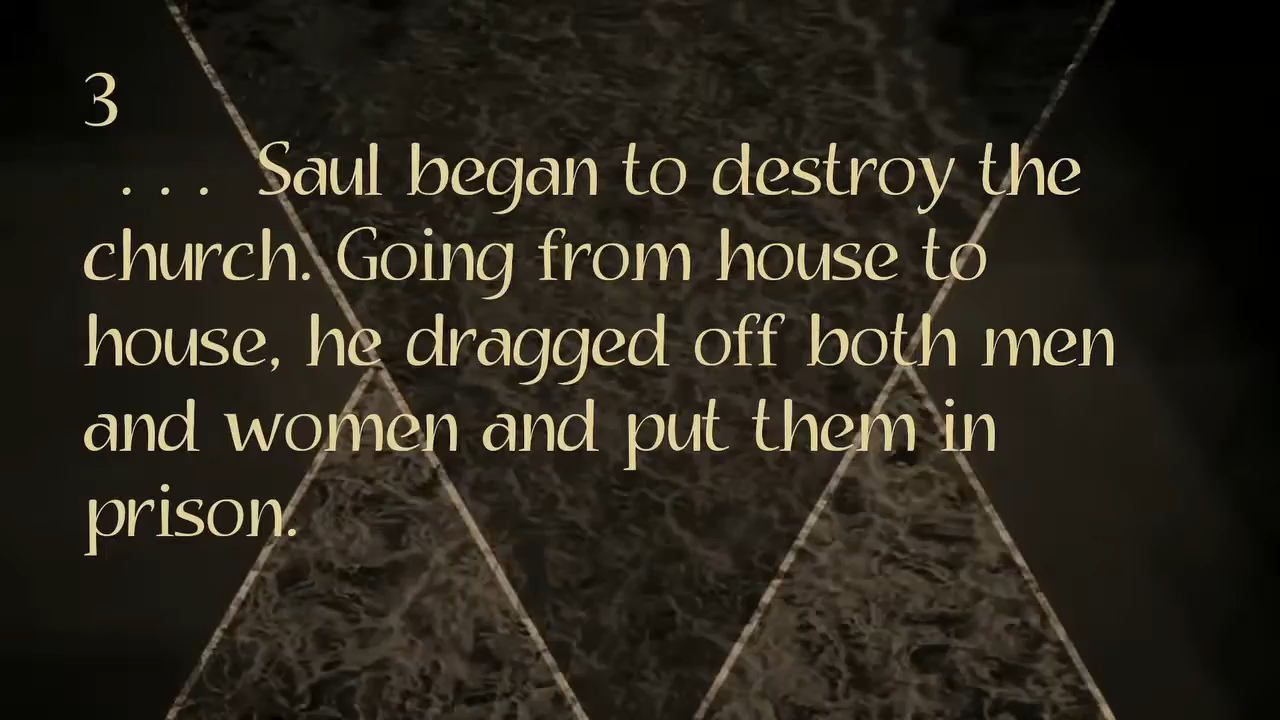 3
. . . Saul began to destroy the
church. Going from house to
house, he dragged off both men
and women and put them in
prison.